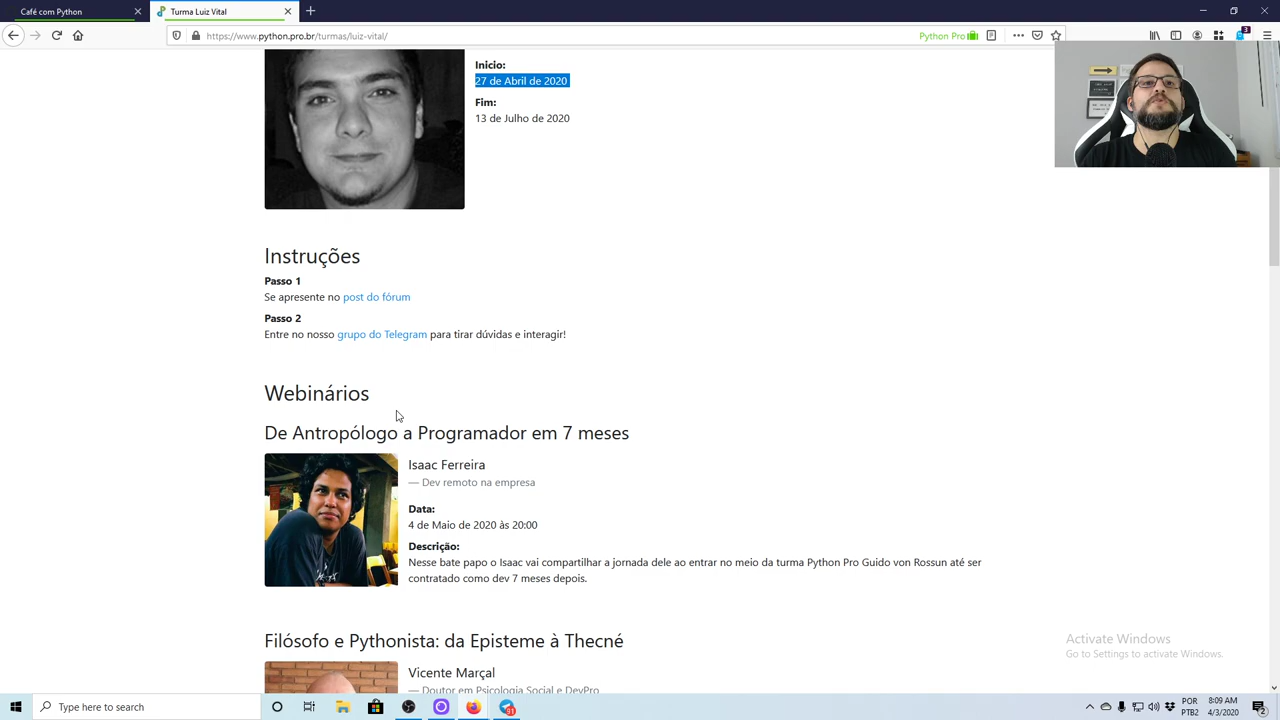 Café com Python
Turma Luiz Vital
https://www.python.pro.br/turmas/luiz-vital/
Python Pro
3
Inicio:
27 de Abril de 2020
Fim:
13 de Julho de 2020
Instruções
Passo 1
Se apresente no post do fórum
Passo 2
Entre no nosso grupo do Telegram para tirar dúvidas e interagir!
Webinários
De Antropólogo a Programador em 7 meses
Isaac Ferreira
— Dev remoto na empresa
Data:
4 de Maio de 2020 às 20:00
Descrição:
Nesse bate papo o Isaac vai compartilhar a jornada dele ao entrar no meio da turma Python Pro Guido von Rossun até ser
contratado como dev 7 meses depois.
Filósofo e Pythonista: da Episteme à Thecné
Vicente Marçal
— Doutor em Psicologia Social e DevPro
Activate Windows
Go to Settings to activate Windows.
Type here to search
91
POR
PTB2
8:09 AM
4/3/2020
2